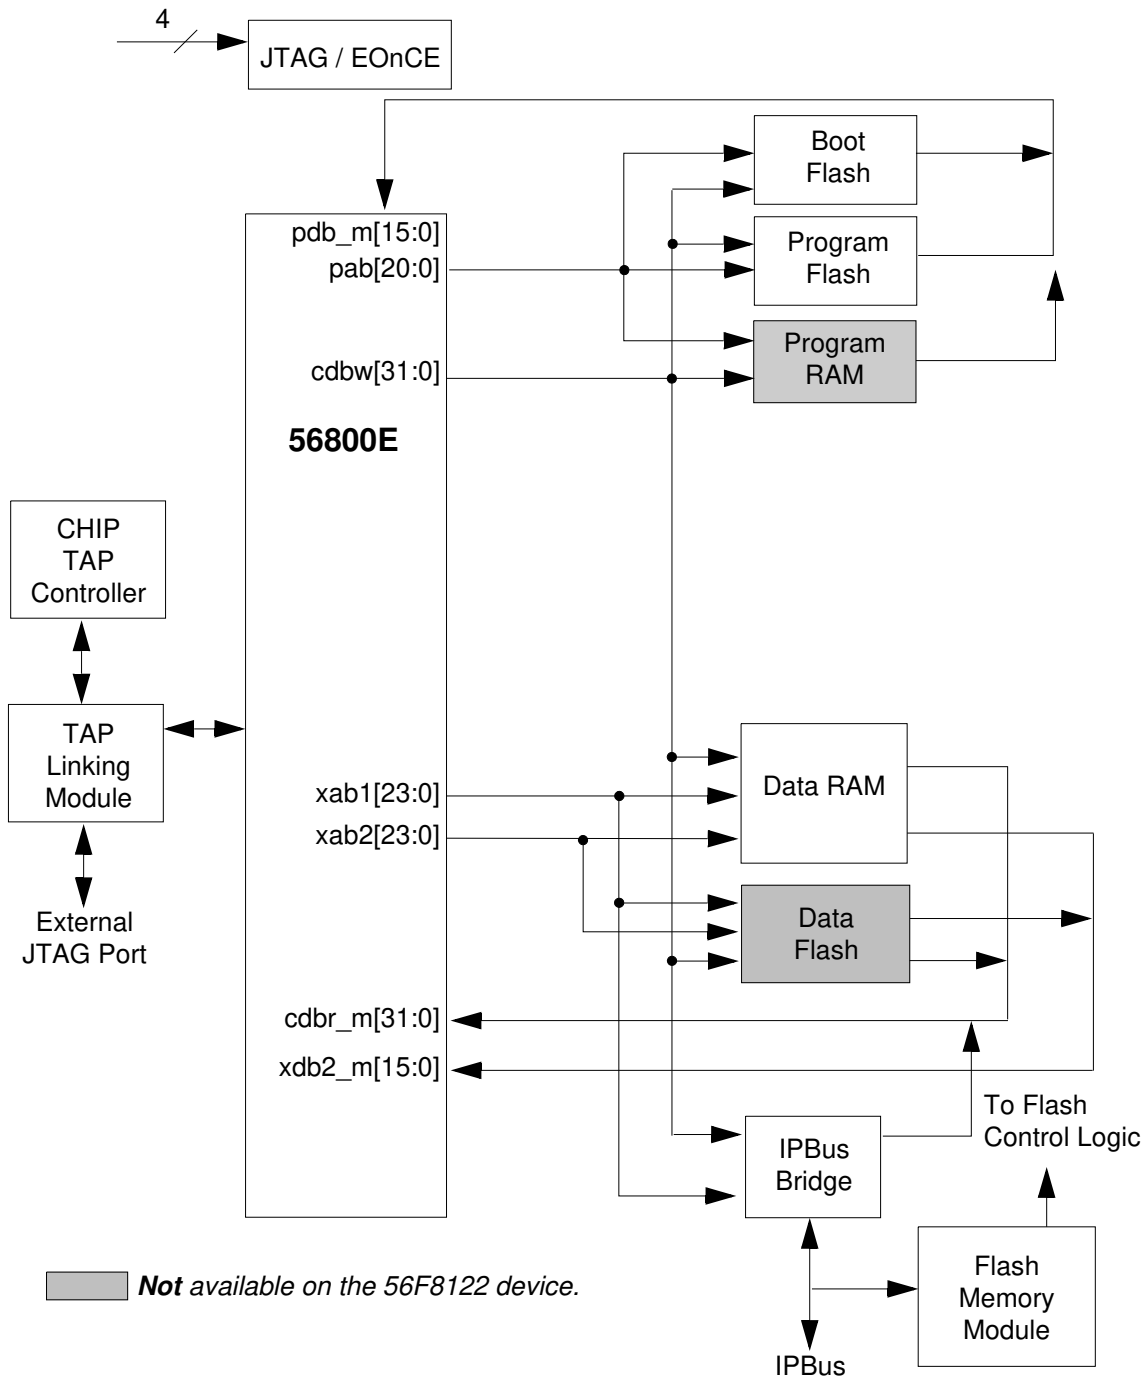 4
JTAG / EOnCE
Boot
Flash
pdb_m[15:0]
pab[20:0]
Program
Flash
cdbw[31:0]
Program
RAM
56800E
CHIP
TAP
Controller
TAP
Linking
Module
External
JTAG Port
xab1[23:0]
xab2[23:0]
Data RAM
Data
Flash
cdbr_m[31:0]
xdb2_m[15:0]
To Flash
Control Logic
IPBus
Bridge
Flash
Memory
Module
IPBus
Not available on the 56F8122 device.